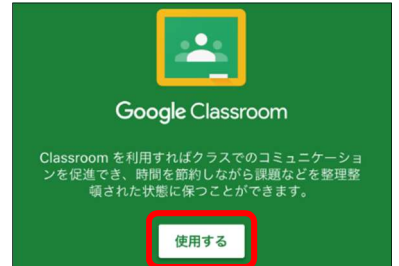 Google Classroom
Classroom を利用すればクラスでのコミュニケーショ
ンを促進でき、時間を節約しながら課題などを整理整
頓された状態に保つことができます。
使用する